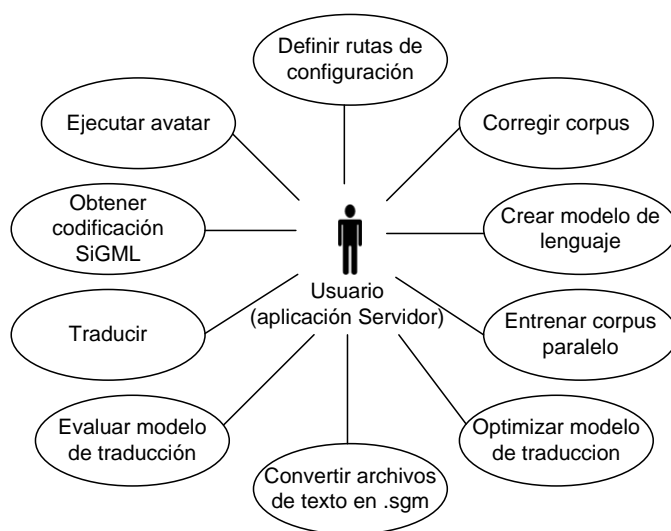 Definir rutas de
configuración
Ejecutar avatar
Corregir corpus
Obtener
codificación
SiGML
Crear modelo de
lenguaje
Usuario
(aplicación Servidor)
Traducir
Entrenar corpus
paralelo
Evaluar modelo
de traducción
Optimizar modelo
de traduccion
Convertir archivos
de texto en .sgm